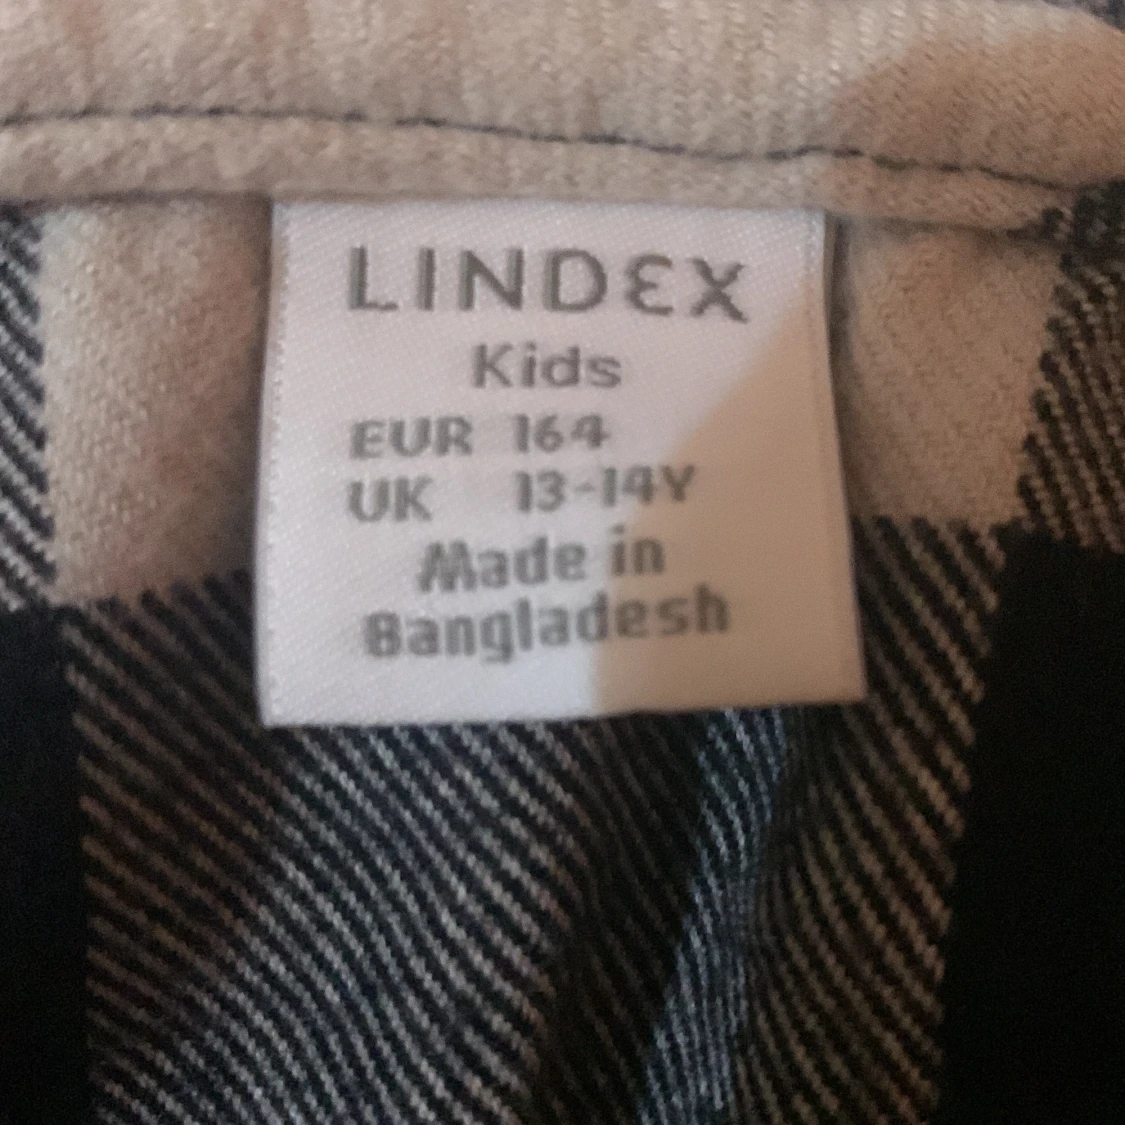 LINDEX
Kids
EUR 164
UK 13-14Y
Made in
Bangladesh